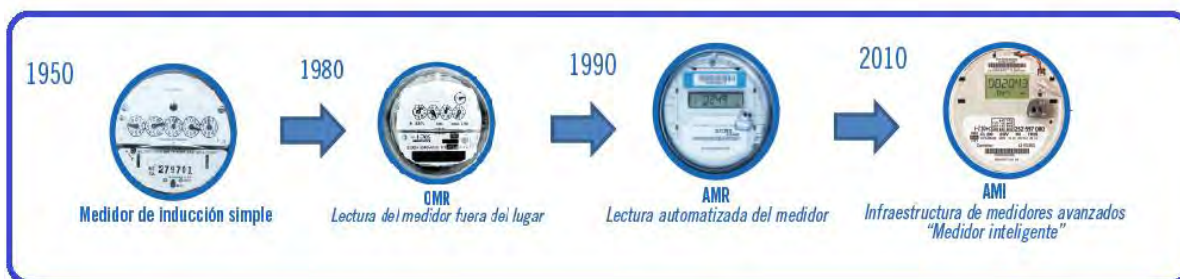 1950
279701
Medidor de inducción simple
1980
OMR
Lectura del medidor fuera del lugar
1990
AMR
Lectura automatizada del medidor
2010
AMI
Infraestructura de medidores avanzados
“Medidor inteligente”